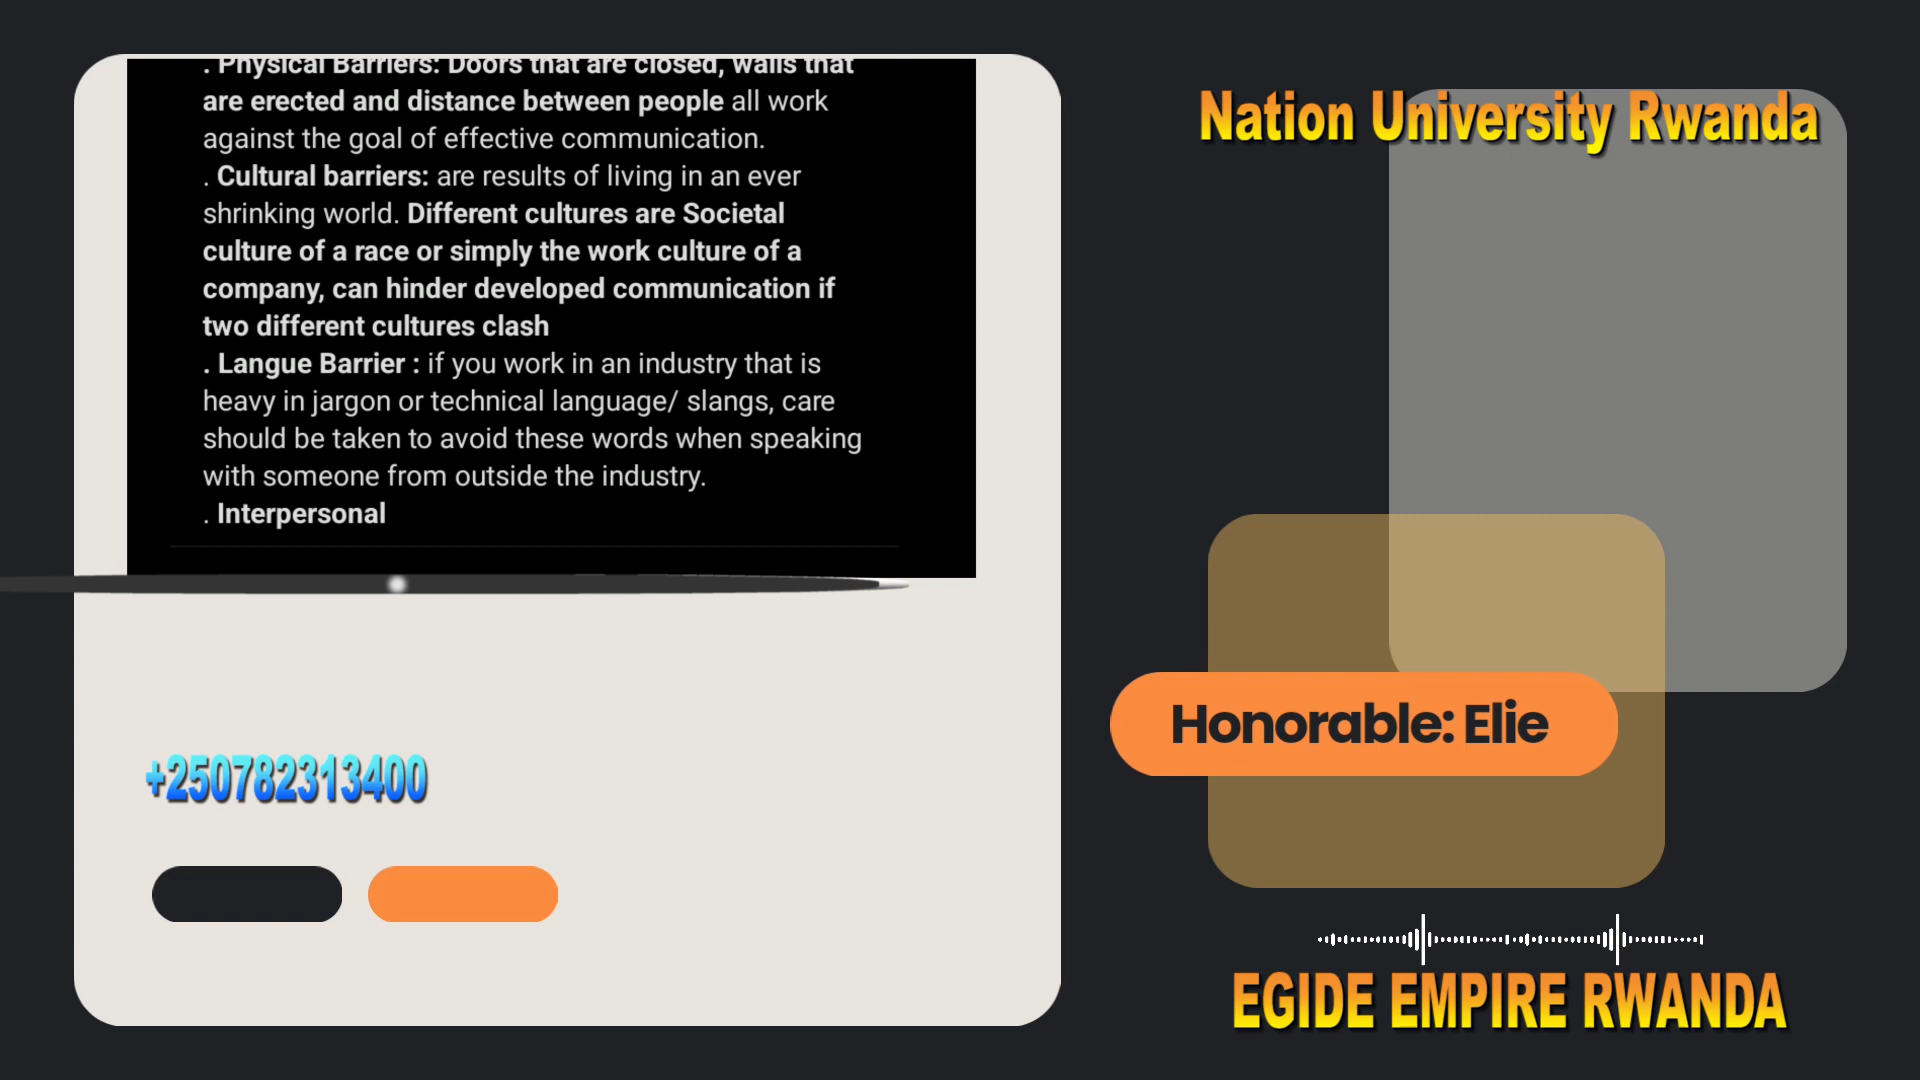 . Physical Barriers: Doors that are closed, walls that
are erected and distance between people all work
against the goal of effective communication.
. Cultural barriers: are results of living in an ever
shrinking world. Different cultures are Societal
culture of a race or simply the work culture of a
company, can hinder developed communication if
two different cultures clash
. Langue Barrier : if you work in an industry that is
heavy in jargon or technical language/ slangs, care
should be taken to avoid these words when speaking
with someone from outside the industry.
. Interpersonal
+250782313400
Nation University Rwanda
Honorable: Elie
EGIDE EMPIRE RWANDA